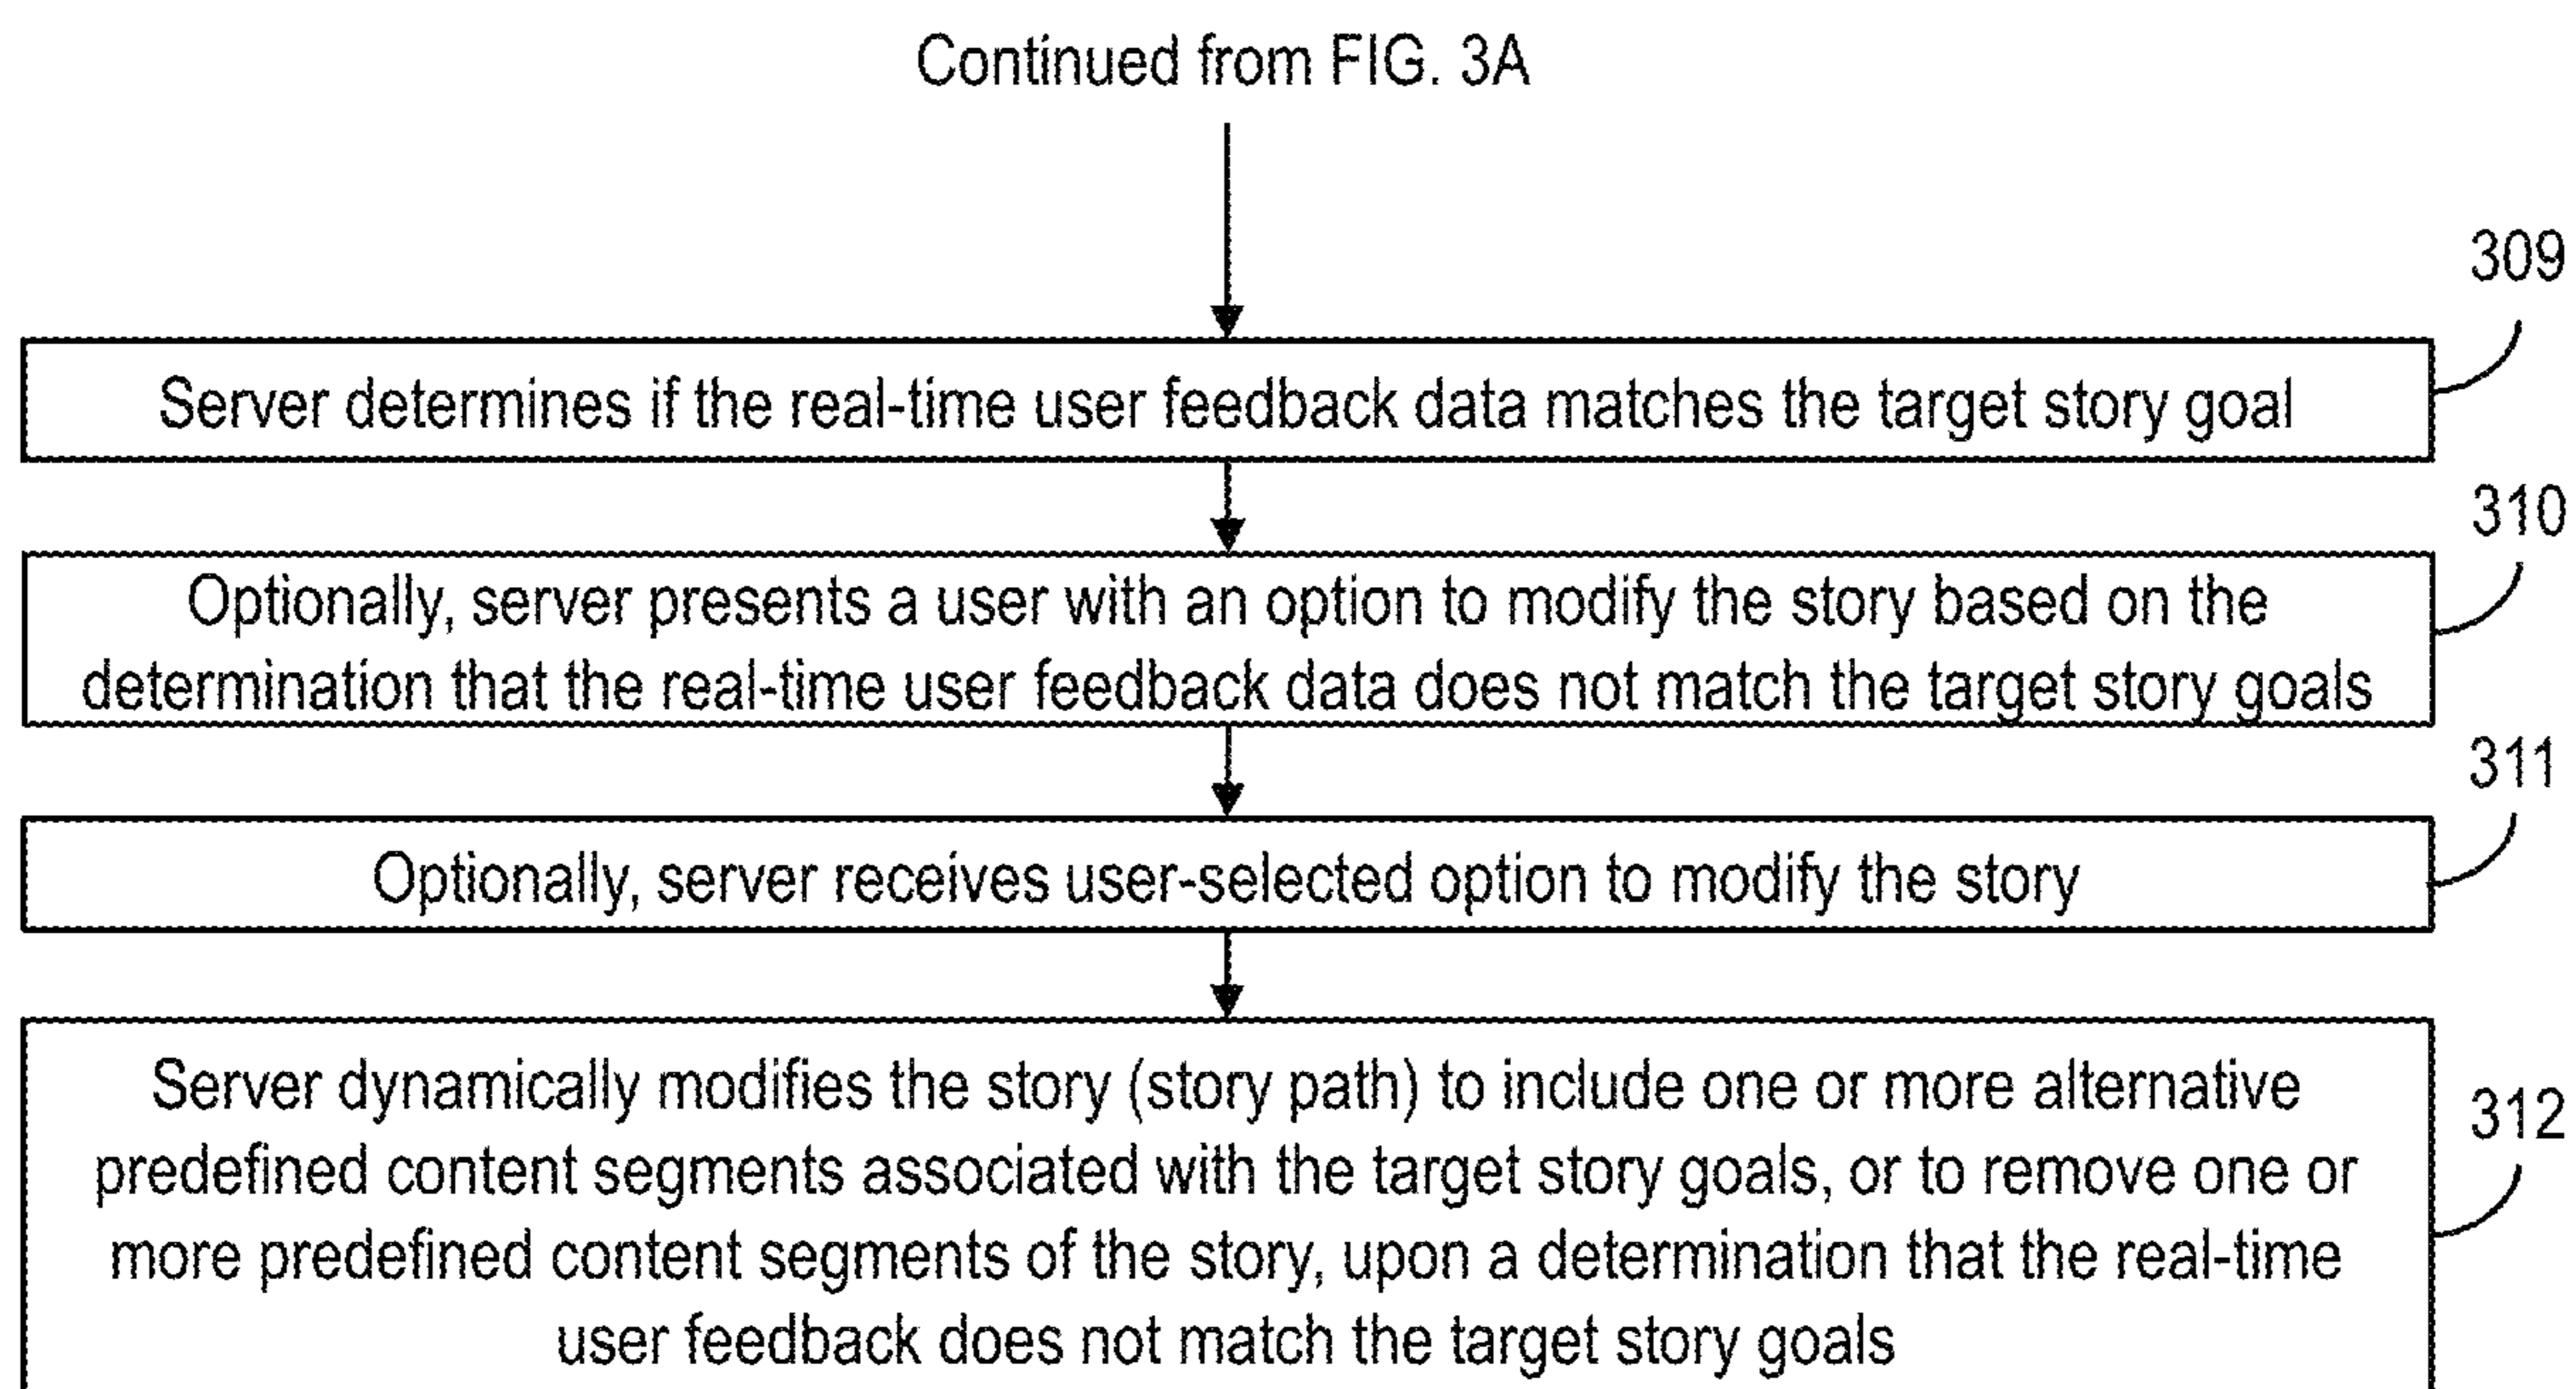 Continued from FIG. 3A
309
Server determines if the real-time user feedback data matches the target story goal
310
Optionally, server presents a user with an option to modify the story based on the
determination that the real-time user feedback data does not match the target story goals
311
Optionally, server receives user-selected option to modify the story
312
Server dynamically modifies the story (story path) to include one or more alternative
predefined content segments associated with the target story goals, or to remove one or
more predefined content segments of the story, upon a determination that the real-time
user feedback does not match the target story goals